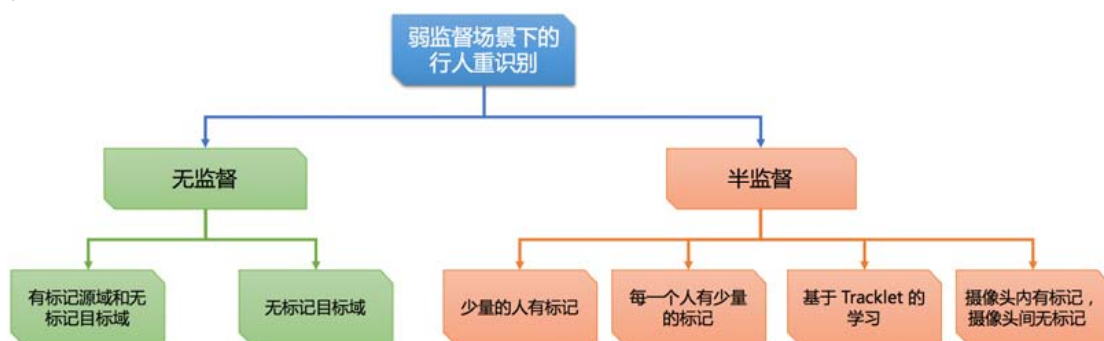 弱监督场景下的
行人重识别
无监督
半监督
有标记源域和无
标记目标域
无标记目标域
少量的人有标记
每一个人有少量
的标记
基于 Tracklet 的
学习
摄像头内有标记，
摄像头间无标记